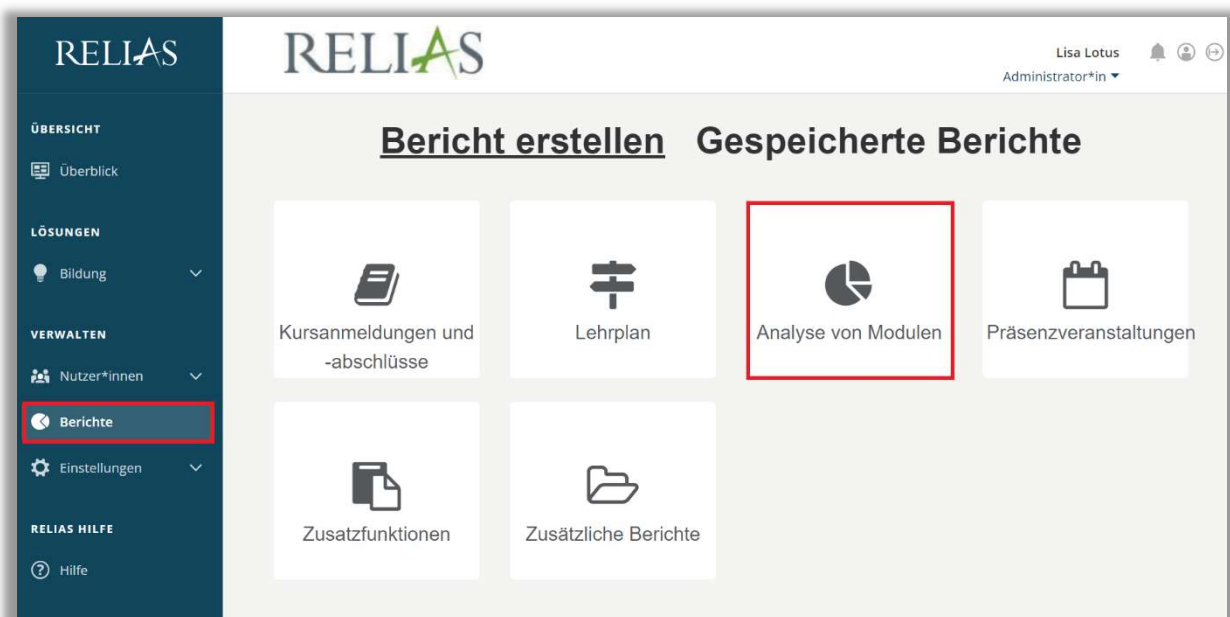 RELIAS
ÜBERSICHT
Überblick
LÖSUNGEN
Bildung
VERWALTEN
Nutzer*innen
Berichte
Einstellungen
RELIAS HILFE
Hilfe
RELIAS
Lisa Lotus
Administrator*in
Bericht erstellen Gespeicherte Berichte
Kursanmeldungen und
-abschlüsse
Lehrplan
Analyse von Modulen
Präsenzveranstaltungen
Zusatzfunktionen
Zusätzliche Berichte